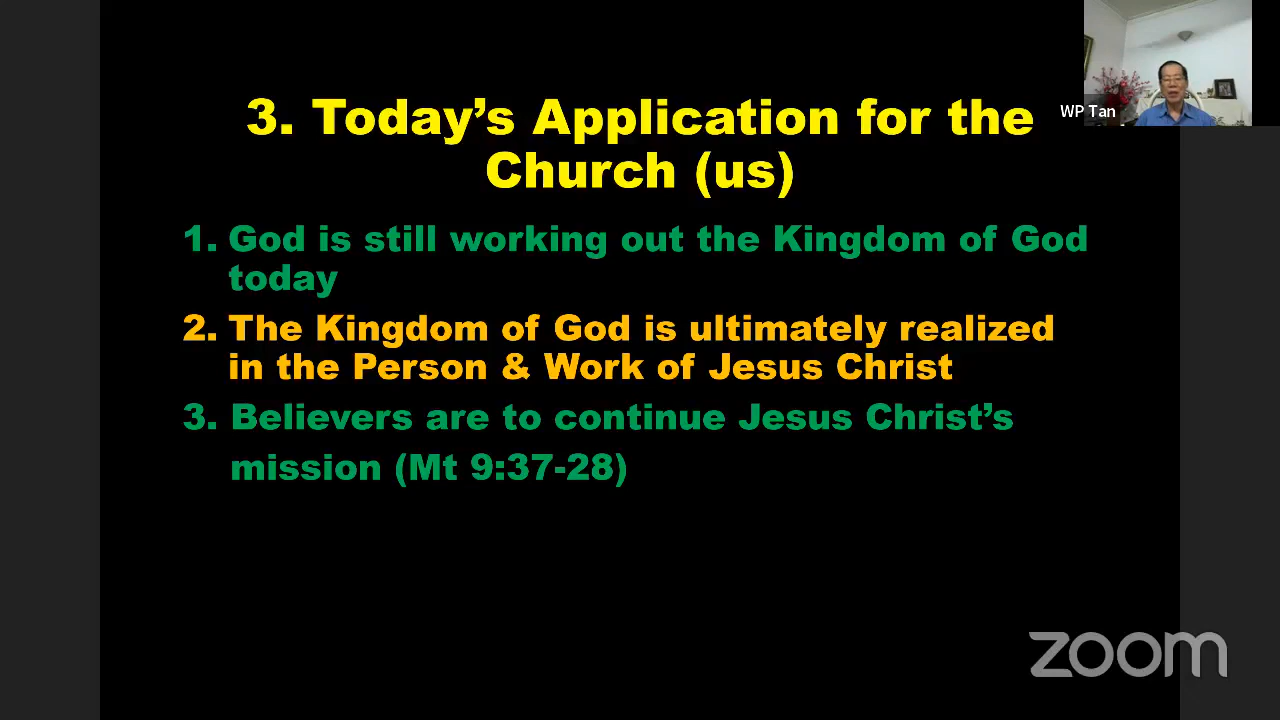 WP Tan
3. Today’s Application for the
Church (us)
1. God is still working out the Kingdom of God
today
2. The Kingdom of God is ultimately realized
in the Person & Work of Jesus Christ
3. Believers are to continue Jesus Christ’s
mission (Mt 9:37-28)
zoom